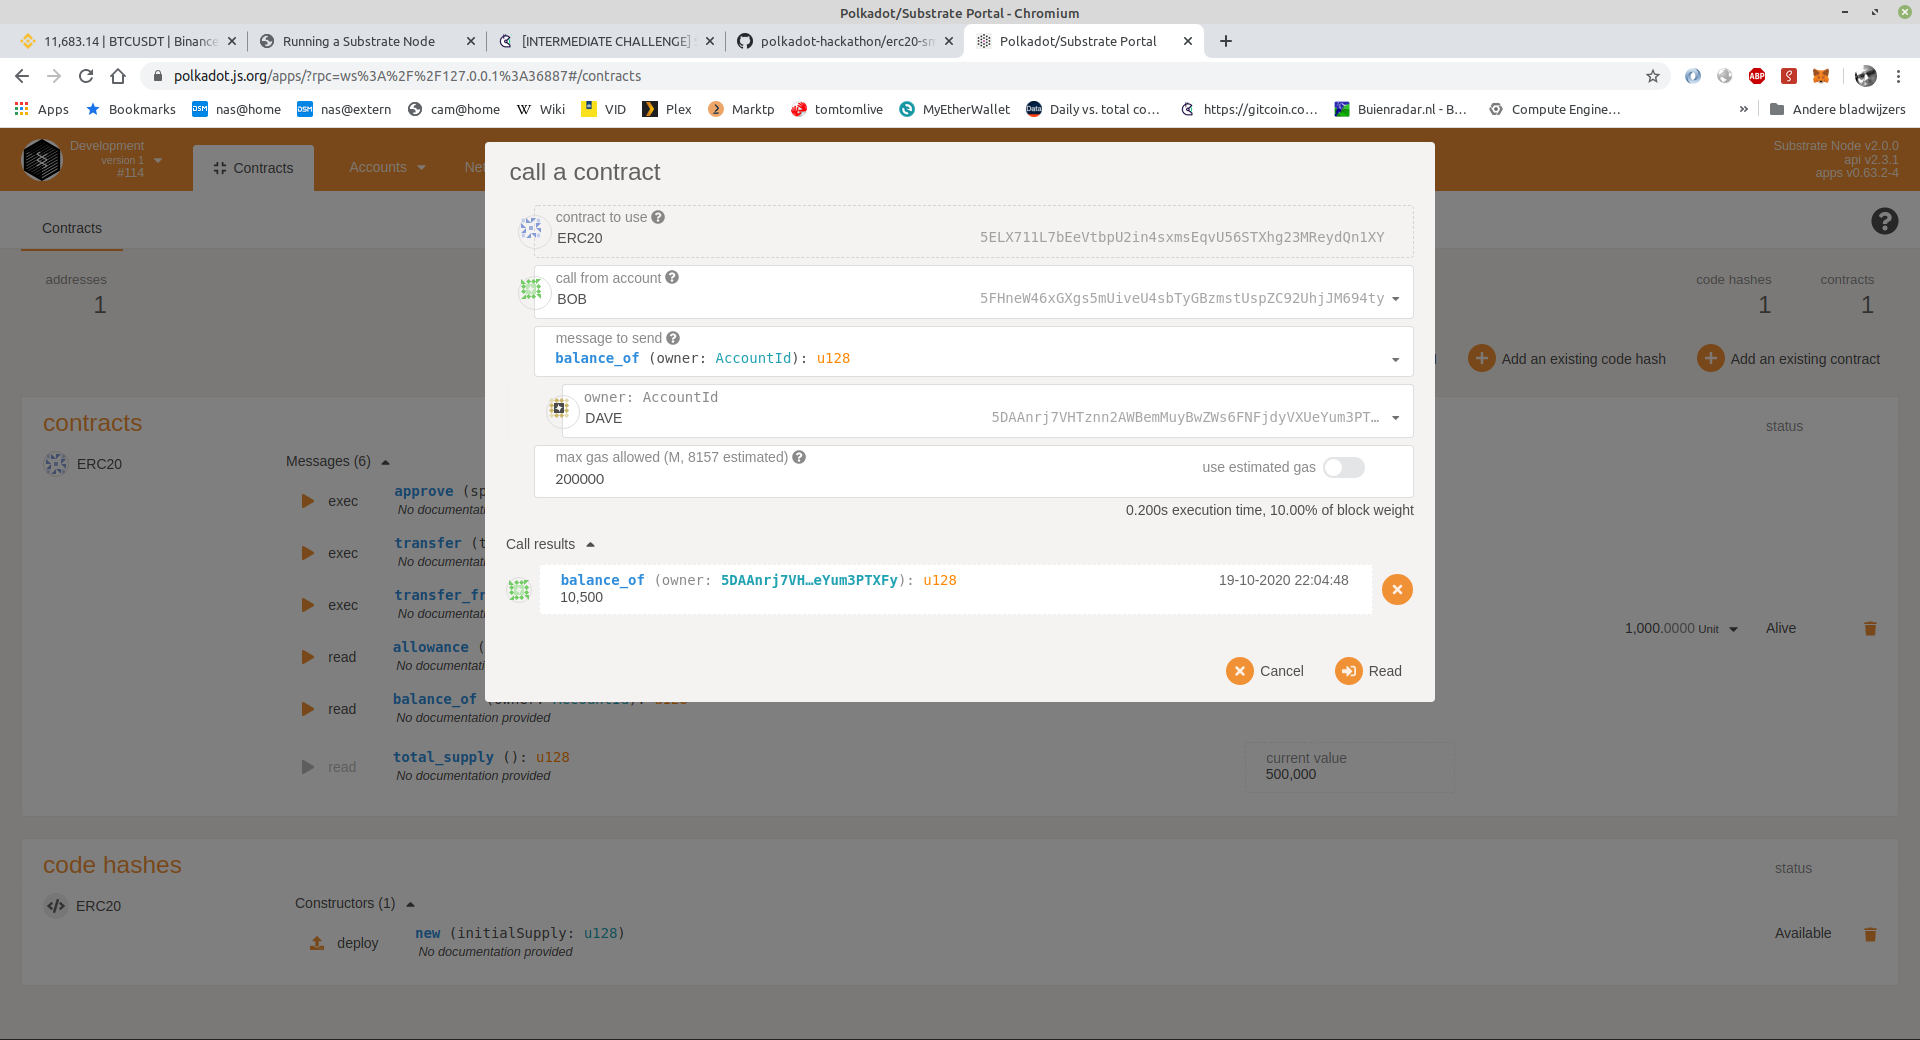 Polkadot/Substrate Portal - Chromium
11,683.14 | BTCUSDT | Binance
Running a Substrate Node
[INTERMEDIATE CHALLENGE]
polkadot-hackathon/erc20-sm
Polkadot/Substrate Portal
polkadot.js.org/apps/?rpc=ws%3A%2F%2F127.0.0.1%3A36887#/contracts
ABP
Apps
Bookmarks
DSM nas@home
DSM nas@extern
cam@home
W Wiki
VID
Plex
Marktp
tomtomlive
MyEtherWallet
Data Daily vs. total co…
https://gitcoin.co…
Buienradar.nl - B…
Compute Engine…
»
Andere bladwijzers
Development
version 1
#114
Contracts
Accounts
Net
Substrate Node v2.0.0
api v2.3.1
apps v0.63.2-4
Contracts
addresses
1
code hashes
1
contracts
1
Add an existing code hash
Add an existing contract
call a contract
contract to use
ERC20
5ELX711L7bEeVtbpU2in4sxmsEqvU56STXhg23MReydQn1XY
call from account
BOB
5FHneW46xGXgs5mUiveU4sbTyGBzmstUspZC92UhjJM694ty
message to send
balance_of (owner: AccountId): u128
owner: AccountId
DAVE
5DAAnrj7VHTznn2AWBemMuyBwZWs6FNFjdyVXUeYum3PT…
max gas allowed (M, 8157 estimated)
200000
use estimated gas
0.200s execution time, 10.00% of block weight
Call results
balance_of (owner: 5DAAnrj7VH…eYum3PTXFy): u128
10,500
19-10-2020 22:04:48
Cancel
Read
contracts
status
ERC20
Messages (6)
exec
approve (sp
No documentati
exec
transfer (t
No documentati
exec
transfer_fr
No documentati
read
allowance (
No documentati
read
balance_of (owner: AccountId): u128
No documentation provided
read
total_supply (): u128
No documentation provided
current value
500,000
1,000.0000 Unit
Alive
code hashes
status
ERC20
Constructors (1)
deploy
new (initialSupply: u128)
No documentation provided
Available